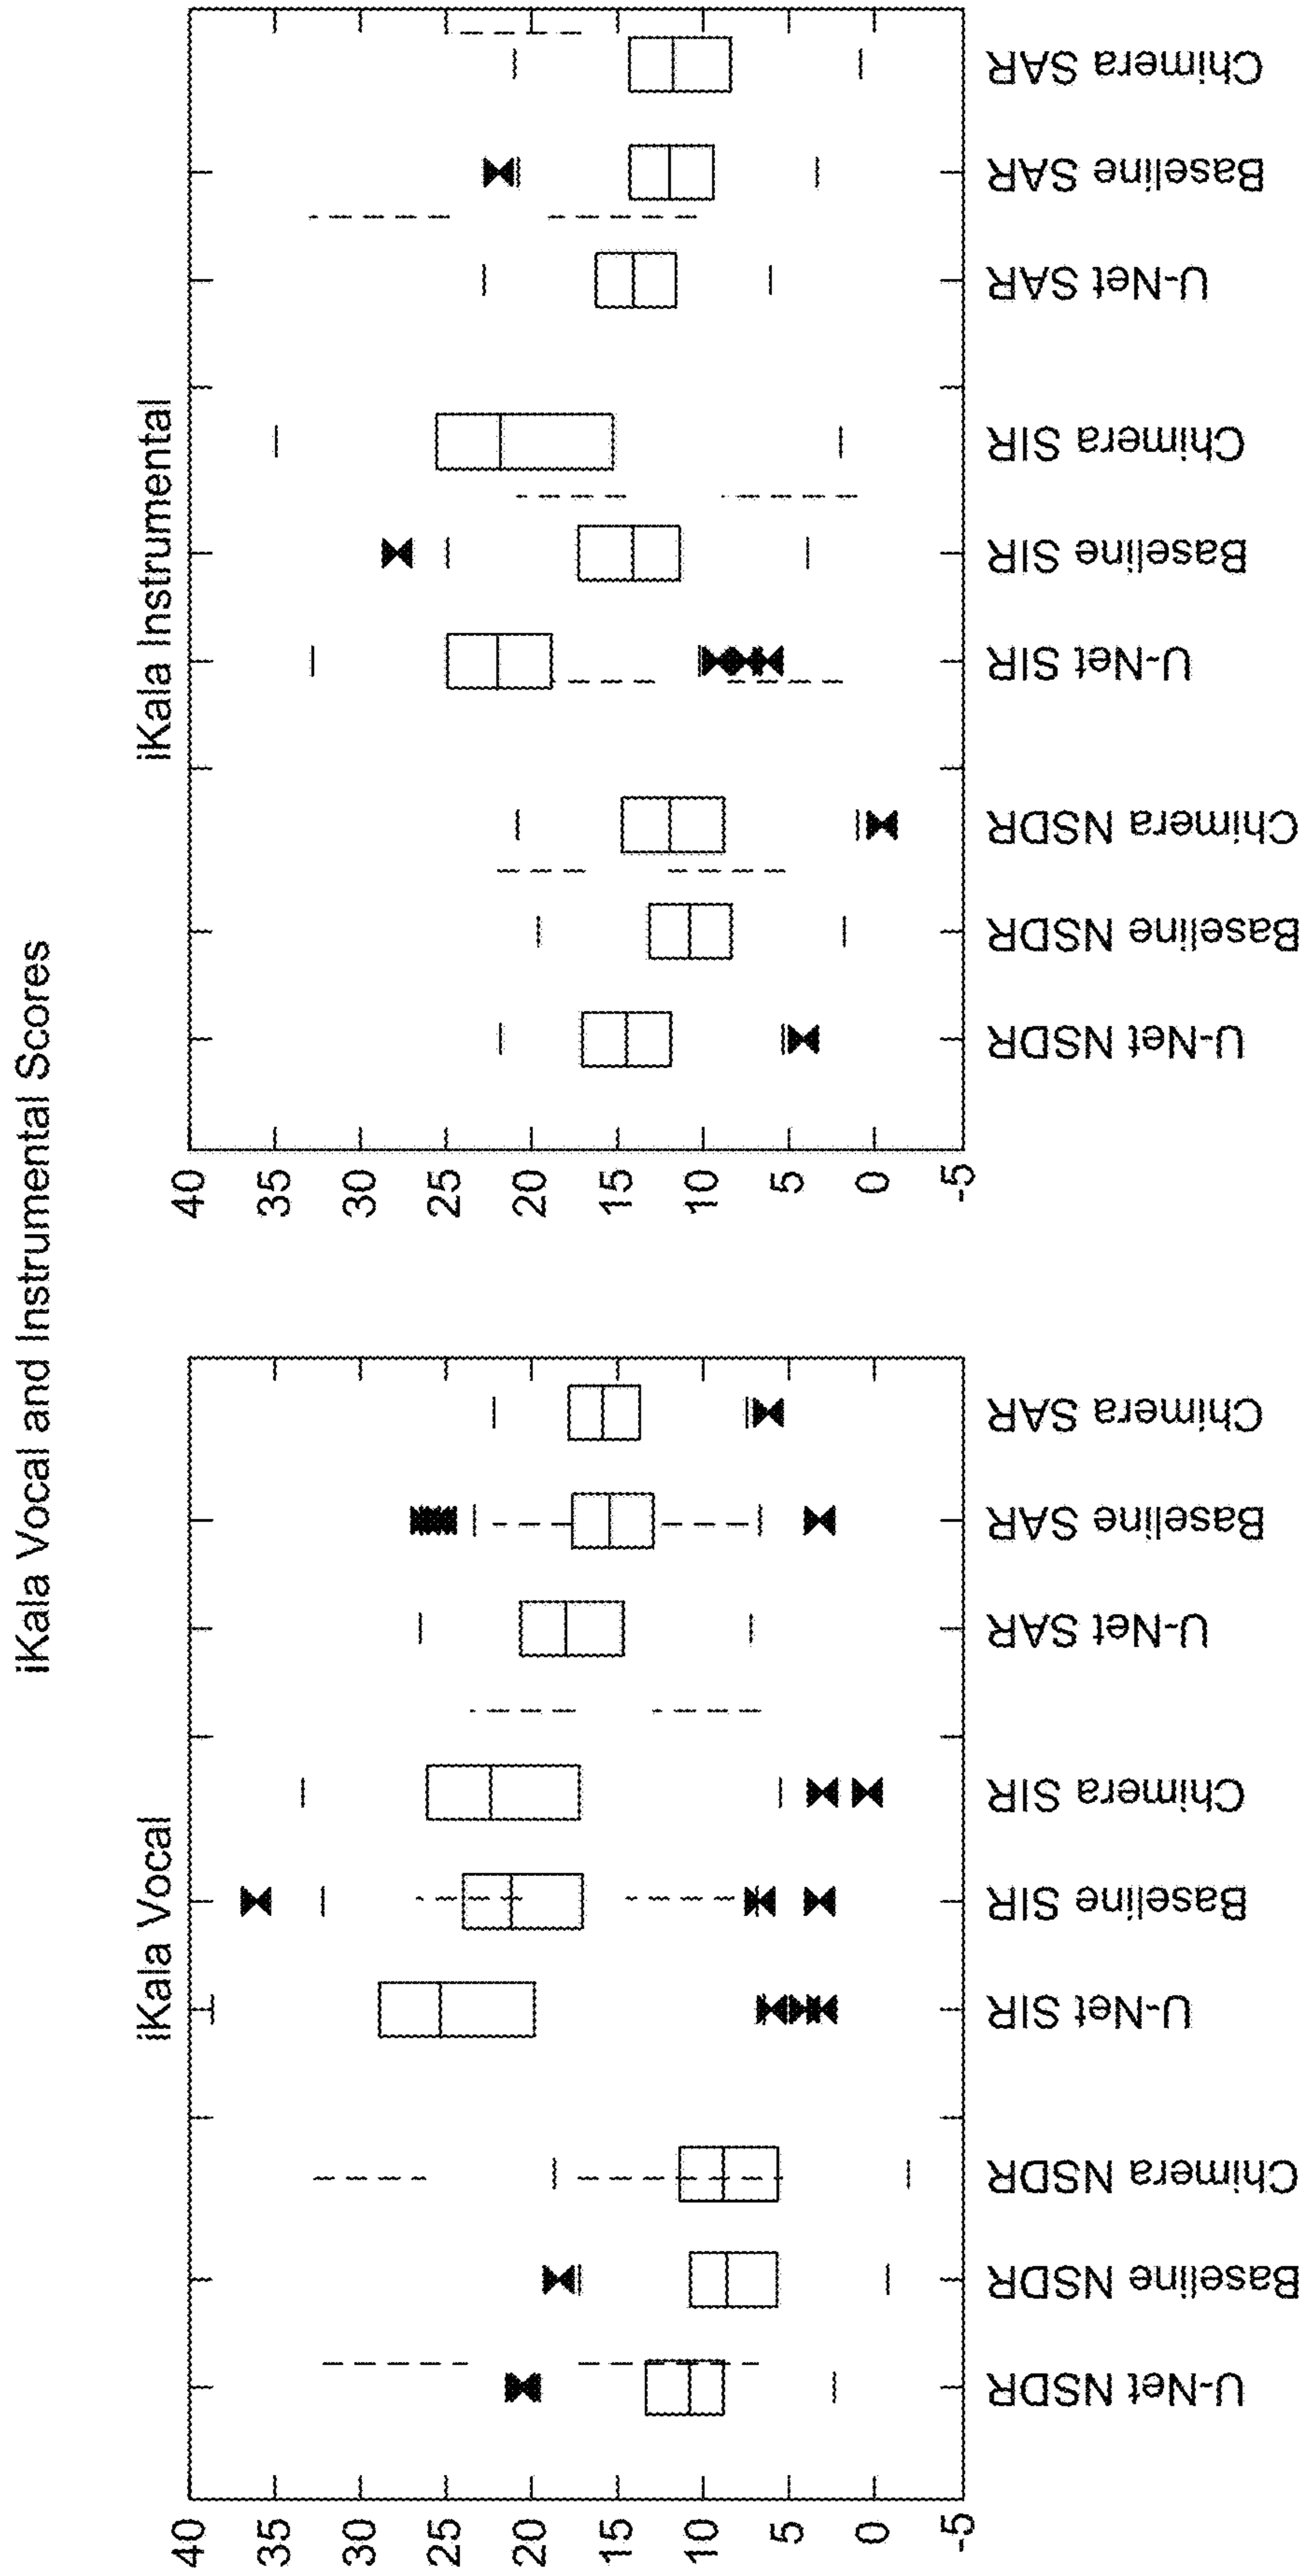 iKala Vocal and Instrumental Scores
iKala Vocal
40
35
30
25
20
15
10
5
0
-5
U-Net NSDR
Baseline NSDR
Chimera NSDR
U-Net SIR
Baseline SIR
Chimera SIR
U-Net SAR
Baseline SAR
Chimera SAR
iKala Instrumental
40
35
30
25
20
15
10
5
0
-5
U-Net NSDR
Baseline NSDR
Chimera NSDR
U-Net SIR
Baseline SIR
Chimera SIR
U-Net SAR
Baseline SAR
Chimera SAR